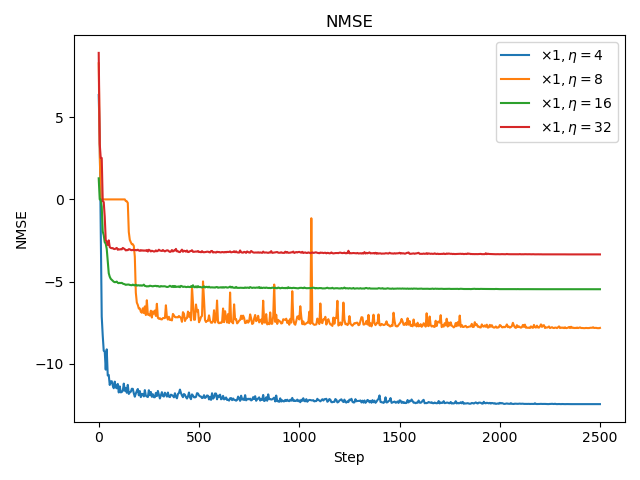 NMSE
×1, η = 4
×1, η = 8
×1, η = 16
×1, η = 32
NMSE
5
0
−5
−10
0 500 1000 1500 2000 2500
Step